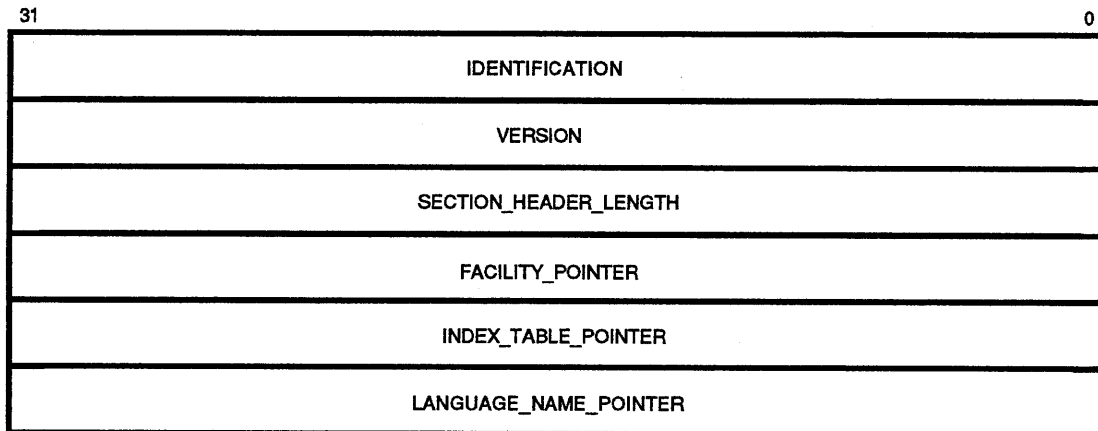 31 0
IDENTIFICATION
VERSION
SECTION_HEADER_LENGTH
FACILITY_POINTER
INDEX_TABLE_POINTER
LANGUAGE_NAME_POINTER